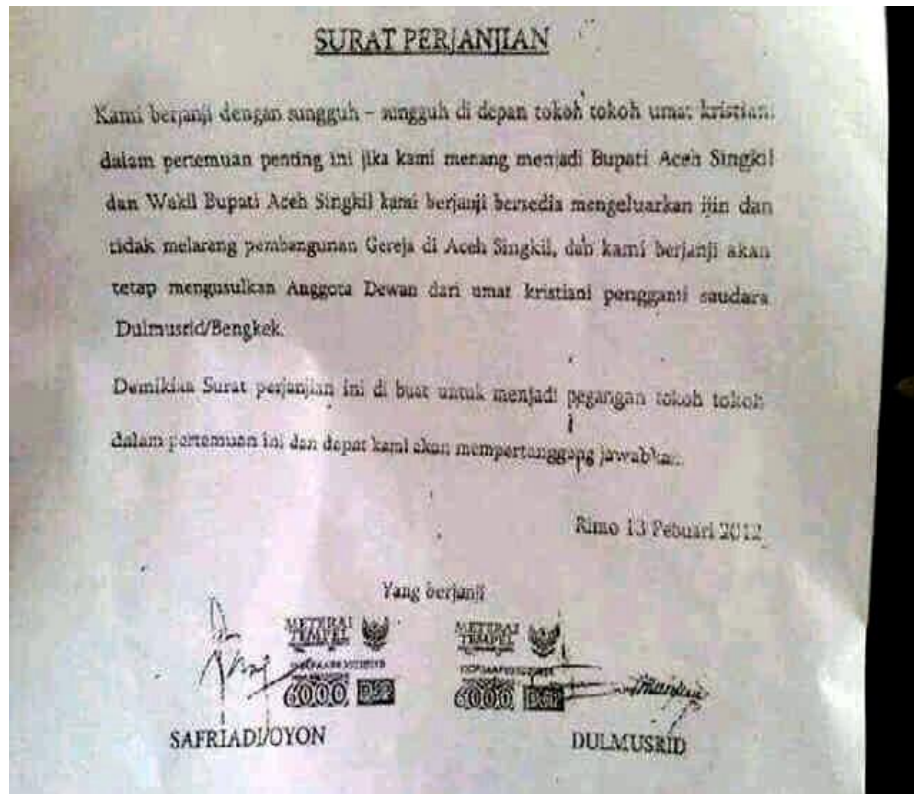 SURAT PERJANJIAN
Kami berjanji dengan sungguh – sungguh di depan tokoh tokoh umat kristiani
dalam pertemuan penting ini jika kami menang menjadi Bupati Aceh Singkil
dan Wakil Bupati Aceh Singkil kami berjanji bersedia mengeluarkan ijin dan
tidak melarang pembangunan Gereja di Aceh Singkil, dan kami berjanji akan
tetap mengusulkan Anggota Dewan dari umat kristiani pengganti saudara
Dulmusrid/Bengkek.
Demikian Surat perjanjian ini di buat untuk menjadi pegangan tokoh tokoh
dalam pertemuan ini dan dapat kami akan mempertanggung jawabkan.
Rimo 13 Pebuari 2012
Yang berjanji
METERAI TEMPEL METERAI TEMPEL
6000 6000
SAFRIADI/OYON DULMUSRID